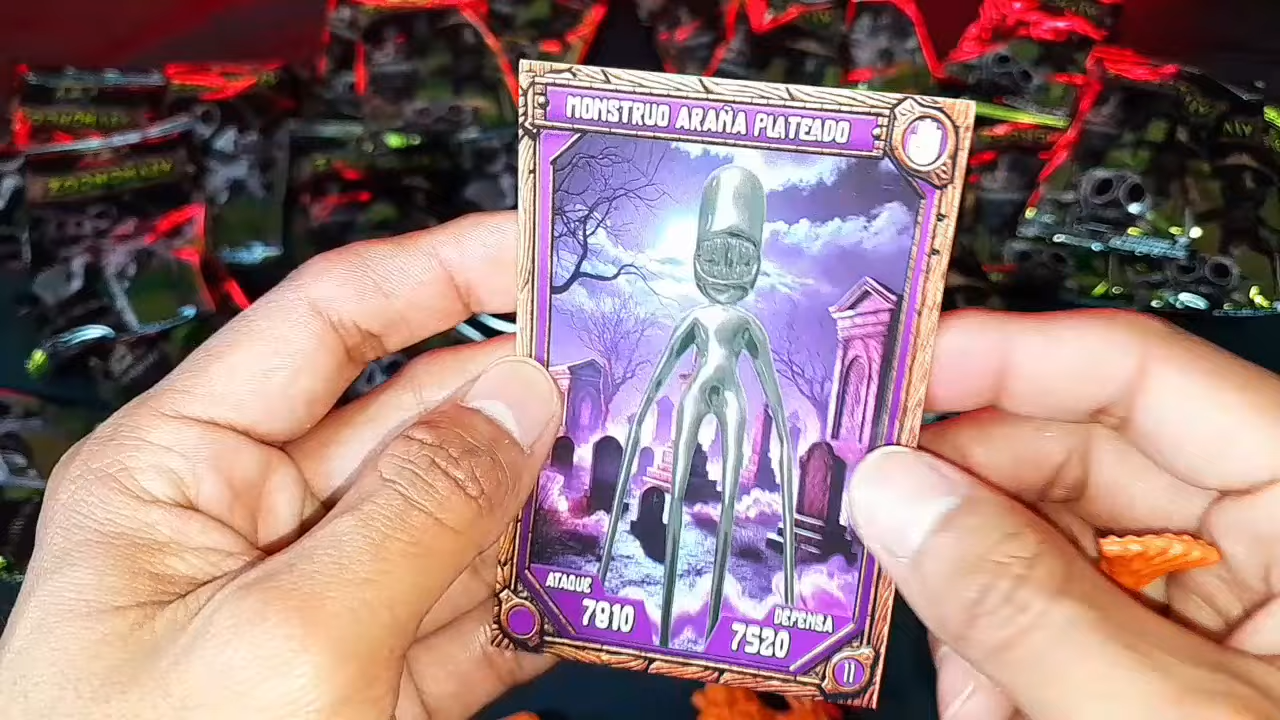 MONSTRUO ARAÑA PLATEADO
ATAQUE
7810
DEFENSA
7520
11